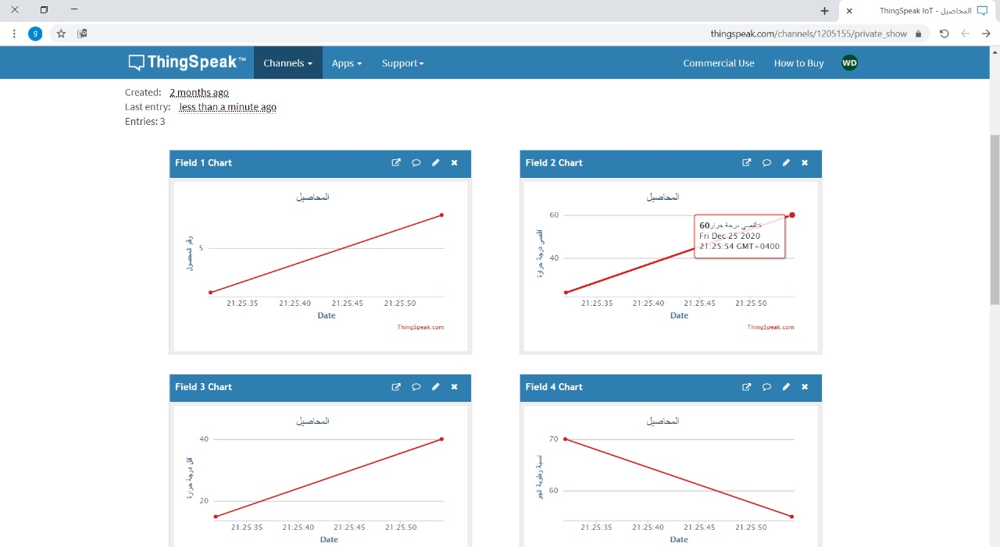 ThingSpeak IoT - المحاصيل
thingspeak.com/channels/1205155/private_show
g
ThingSpeak™ Channels Apps Support Commercial Use How to Buy WD
Created: 2 months ago
Last entry: less than a minute ago
Entries: 3
Field 1 Chart
المحاصيل
رقم المحصول
5
21:25:35 21:25:40 21:25:45 21:25:50
Date
ThingSpeak.com
Field 2 Chart
المحاصيل
أقصى درجة حرارة
60
40
أقصى درجة حرارة:60
Fri Dec 25 2020
21:25:54 GMT+0400
21:25:35 21:25:40 21:25:45 21:25:50
Date
ThingSpeak.com
Field 3 Chart
المحاصيل
أقل درجة حرارة
40
20
21:25:35 21:25:40 21:25:45 21:25:50
Date
Field 4 Chart
المحاصيل
نسبة رطوبة الجو
70
60
21:25:35 21:25:40 21:25:45 21:25:50
Date